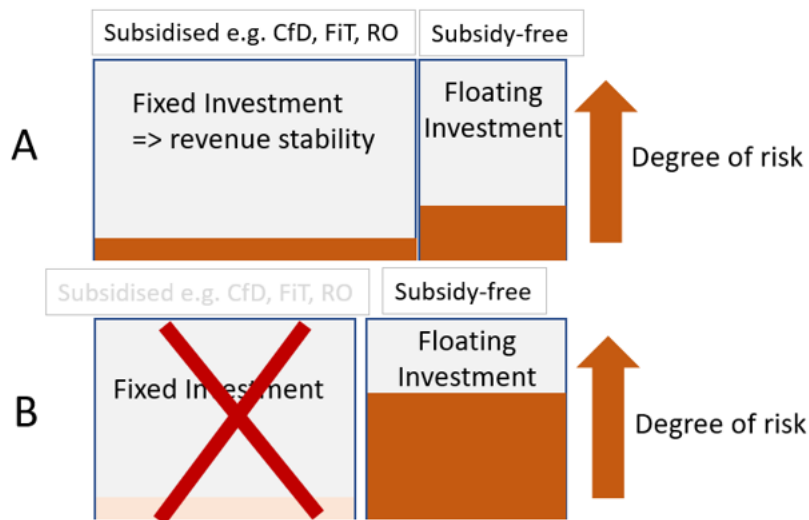 Subsidised e.g. CfD, FiT, RO
Subsidy-free
A
Fixed Investment
=> revenue stability
Floating
Investment
Degree of risk
Subsidised e.g. CfD, FiT, RO
Subsidy-free
B
Fixed Investment
Floating
Investment
Degree of risk